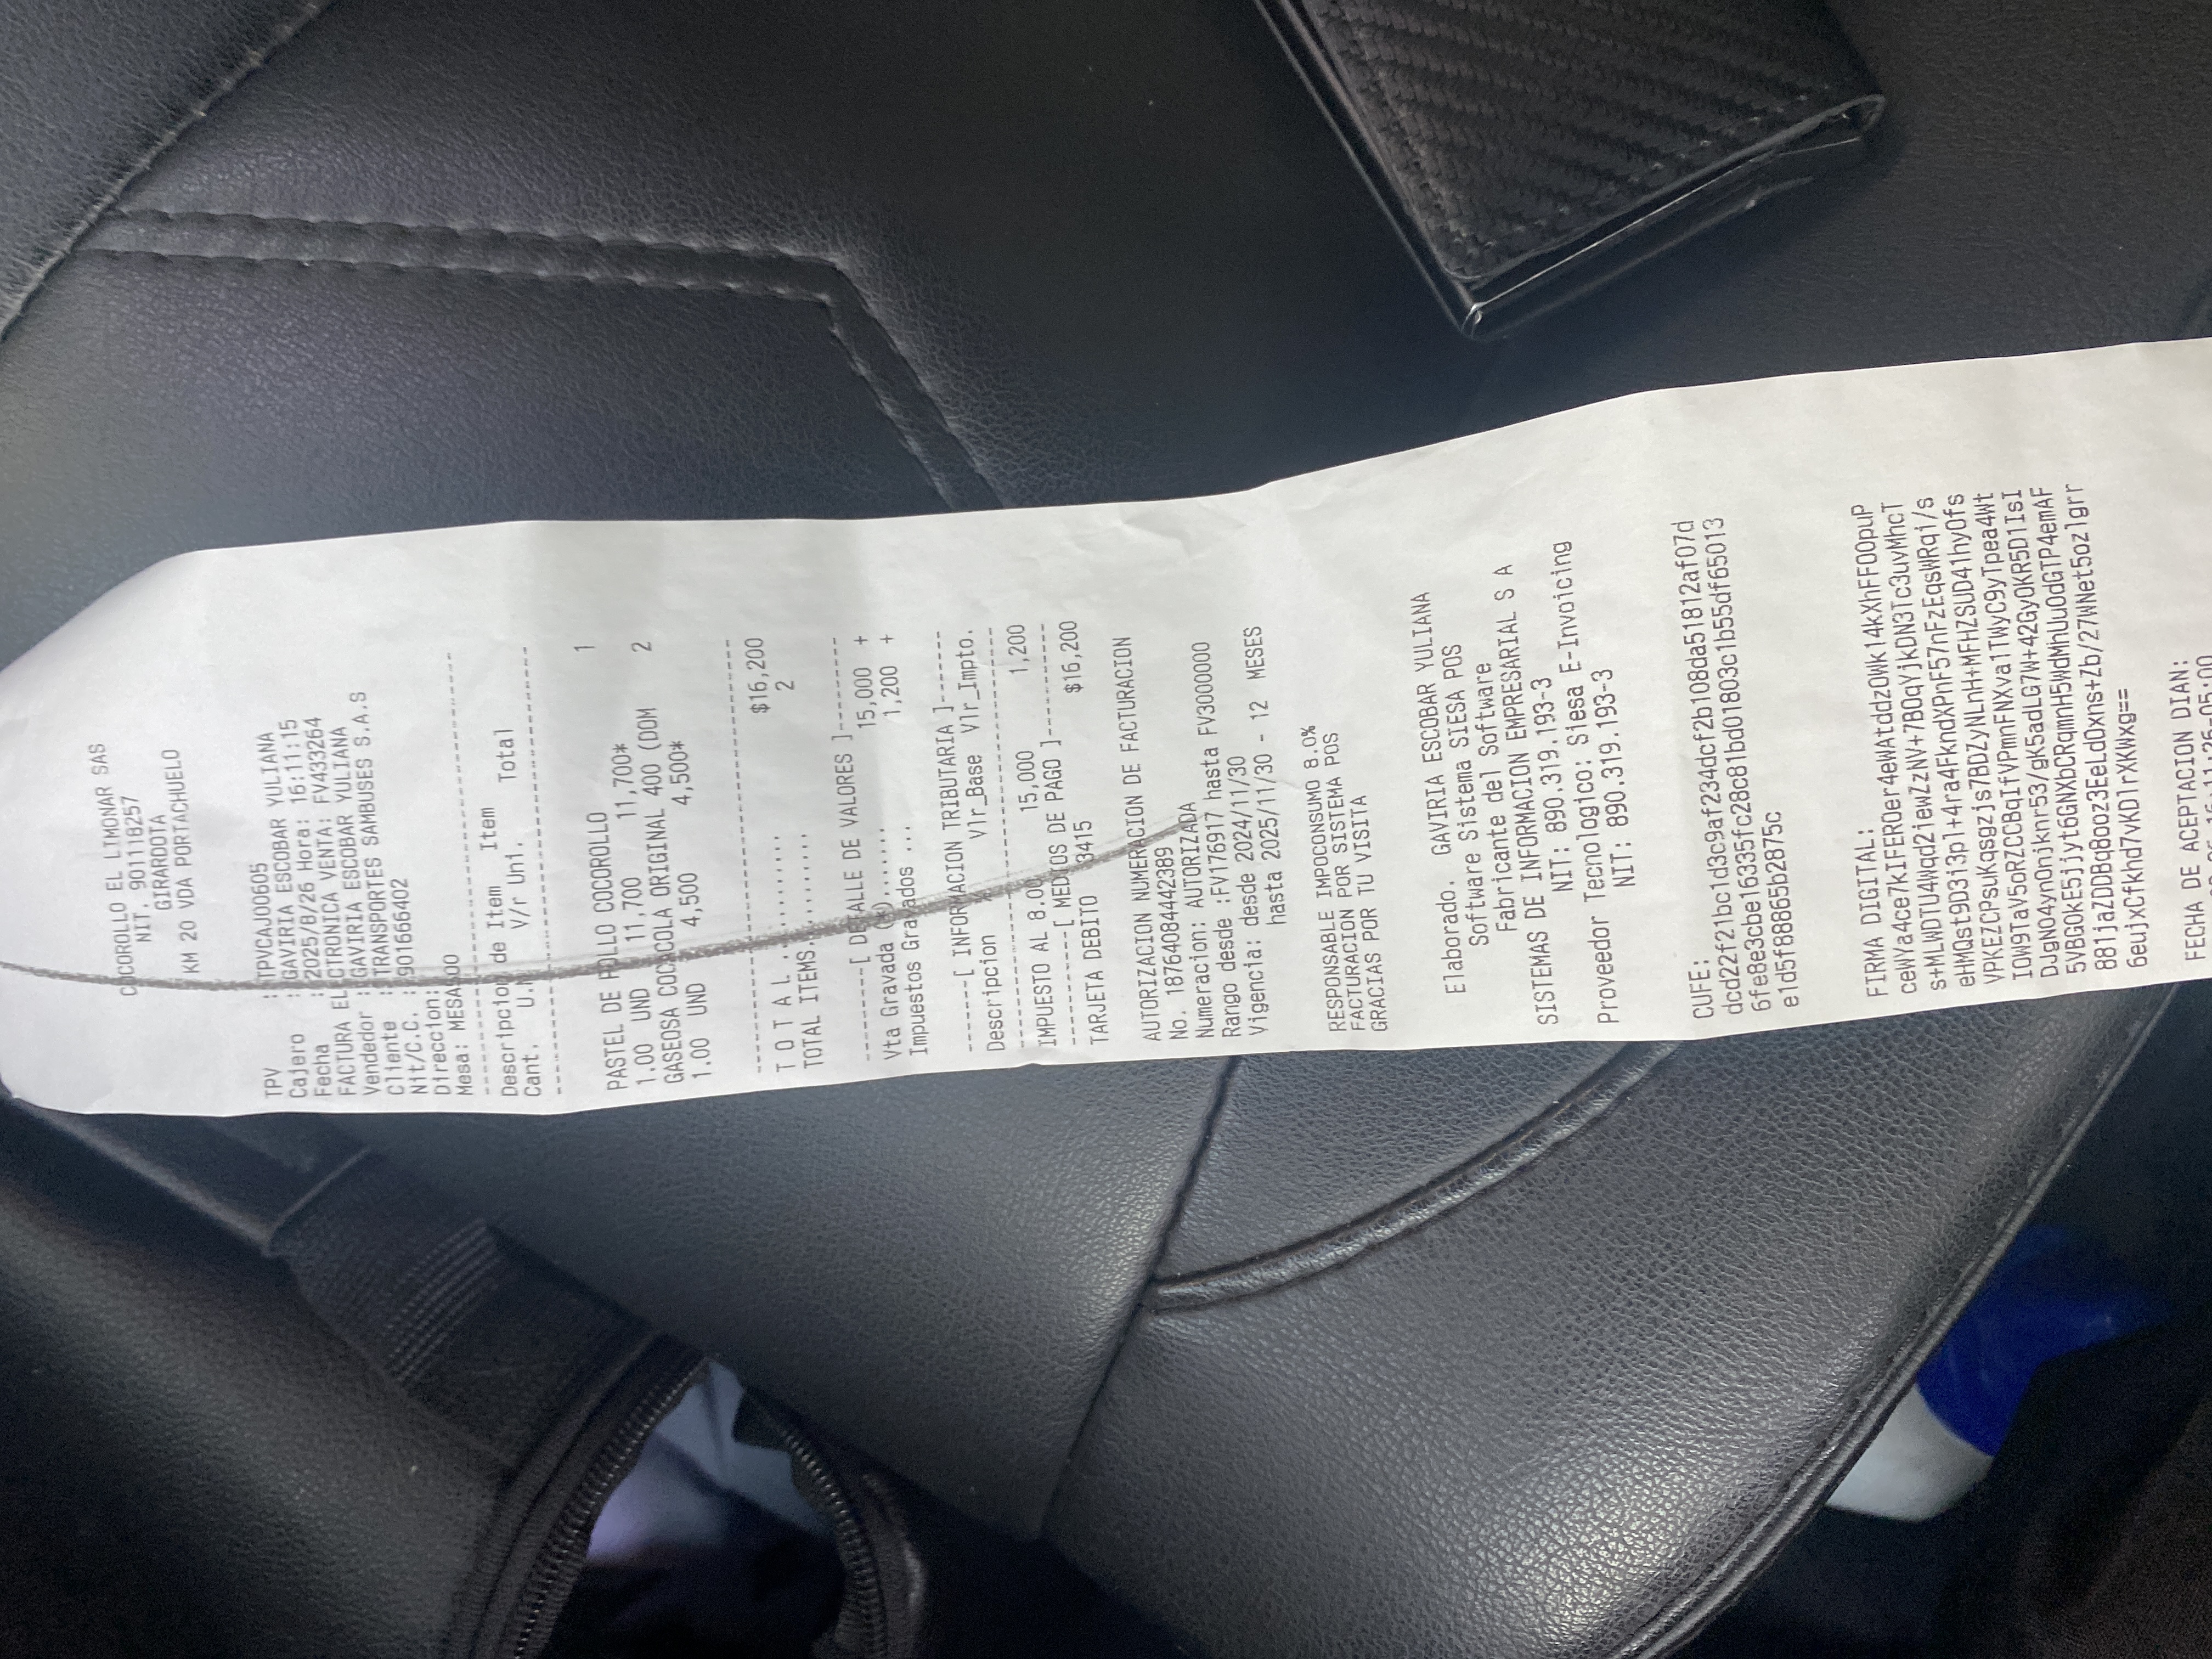 COCOROLLO EL LIMONAR SAS
NIT. 901118257
GIRARDOTA
KM 20 VDA PORTACHUELO
TPV : TPVCAJ00605
Cajero : GAVIRIA ESCOBAR YULIANA
Fecha : 2025/8/26 Hora: 16:11:15
FACTURA ELECTRONICA VENTA: FV433264
Vendedor : GAVIRIA ESCOBAR YULIANA
Cliente : TRANSPORTES SAMBUSES S.A.S
Nit/C.C. : 901666402
Direccion:
Mesa: MESA500
Descripcion de Item Item
Cant. U.M V/r Uni. Total
1
PASTEL DE POLLO COCOROLLO
1.00 UND 11,700 11,700*
2
GASEOSA COCACOLA ORIGINAL 400 (DOM
1.00 UND 4,500 4,500*
T O T A L ........... $16,200
TOTAL ITEMS........... 2
--------[ DETALLE DE VALORES ]--------
Vta Gravada (*)...... 15,000 +
Impuestos Gravados ... 1,200 +
------[ INFORMACION TRIBUTARIA ]------
Descripcion Vlr_Base Vlr_Impto.
IMPUESTO AL 8.00 15,000 1,200
---------[ MEDIOS DE PAGO ]---------
TARJETA DEBITO 3415 $16,200
AUTORIZACION NUMERACION DE FACTURACION
No. 18764084442389
Numeracion: AUTORIZADA
Rango desde :FV176917 hasta FV3000000
Vigencia: desde 2024/11/30
hasta 2025/11/30 - 12 MESES
RESPONSABLE IMPOCONSUMO 8.0%
FACTURACION POR SISTEMA POS
GRACIAS POR TU VISITA
Elaborado. GAVIRIA ESCOBAR YULIANA
Software Sistema SIESA POS
Fabricante del Software
SISTEMAS DE INFORMACION EMPRESARIAL S A
NIT: 890.319.193-3
Proveedor Tecnologico: Siesa E-Invoicing
NIT: 890.319.193-3
CUFE:
dcd22f21bc1d3c9af234dcf2b108da51812af07d
6fe8e3cbe16335fc28c81bd01803c1b55df65013
e1d5f88865b2875c
FIRMA DIGITAL:
6eujxCfkhd7vKD1rXKWxg==
FECHA DE ACEPTACION DIAN: